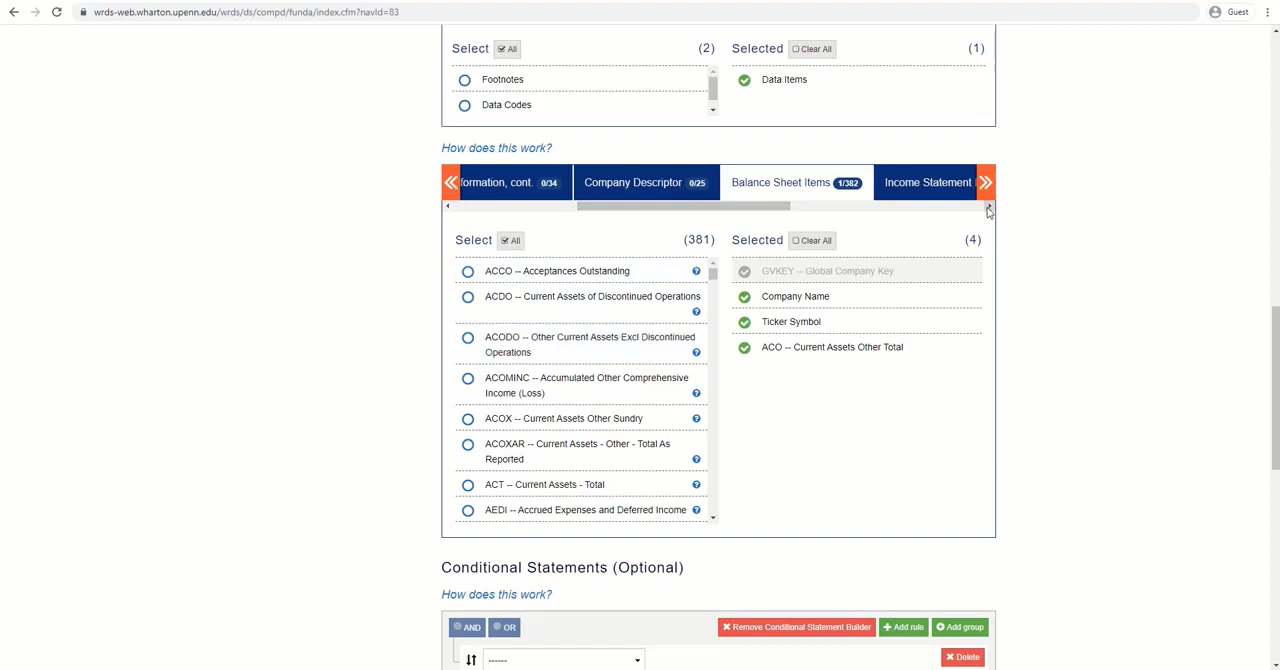 wrds-web.wharton.upenn.edu/wrds/ds/compd/funda/index.cfm?navId=83
Guest
Select All (2)
Selected Clear All (1)
Footnotes
Data Items
Data Codes
How does this work?
formation, cont. 0/34
Company Descriptor 0/25
Balance Sheet Items 1/382
Income Statement
Select All (381)
Selected Clear All (4)
ACCO -- Acceptances Outstanding
ACDO -- Current Assets of Discontinued Operations
ACODO -- Other Current Assets Excl Discontinued
Operations
ACOMINC -- Accumulated Other Comprehensive
Income (Loss)
ACOX -- Current Assets Other Sundry
ACOXAR -- Current Assets - Other - Total As
Reported
ACT -- Current Assets - Total
AEDI -- Accrued Expenses and Deferred Income
GVKEY -- Global Company Key
Company Name
Ticker Symbol
ACO -- Current Assets Other Total
Conditional Statements (Optional)
How does this work?
AND OR
Remove Conditional Statement Builder
Add rule
Add group
------
Delete